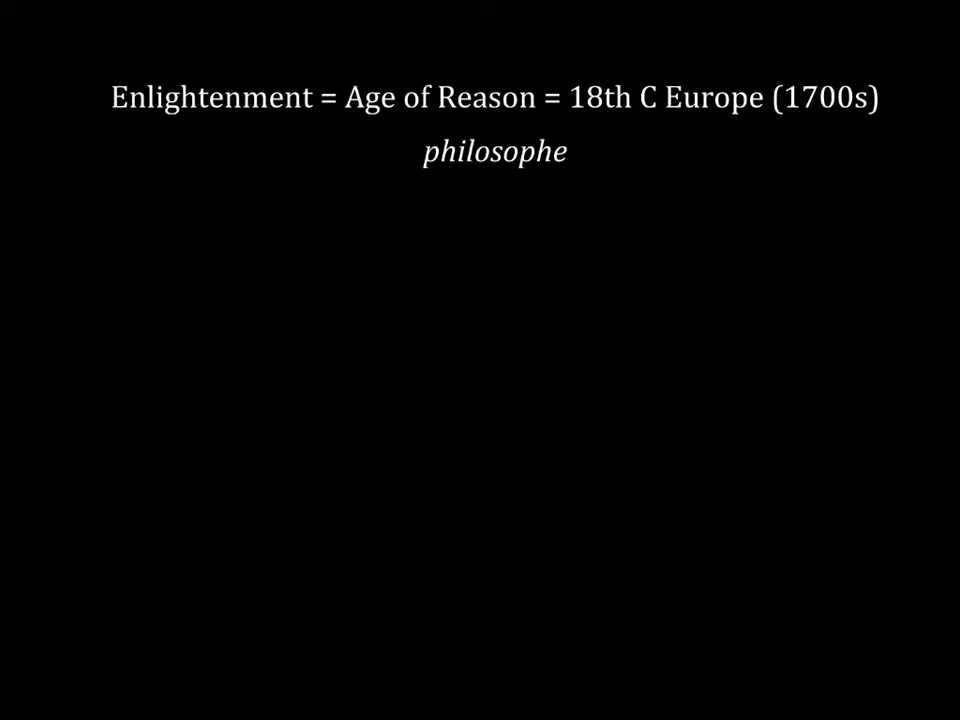 Enlightenment = Age of Reason = 18th C Europe (1700s)
philosophe